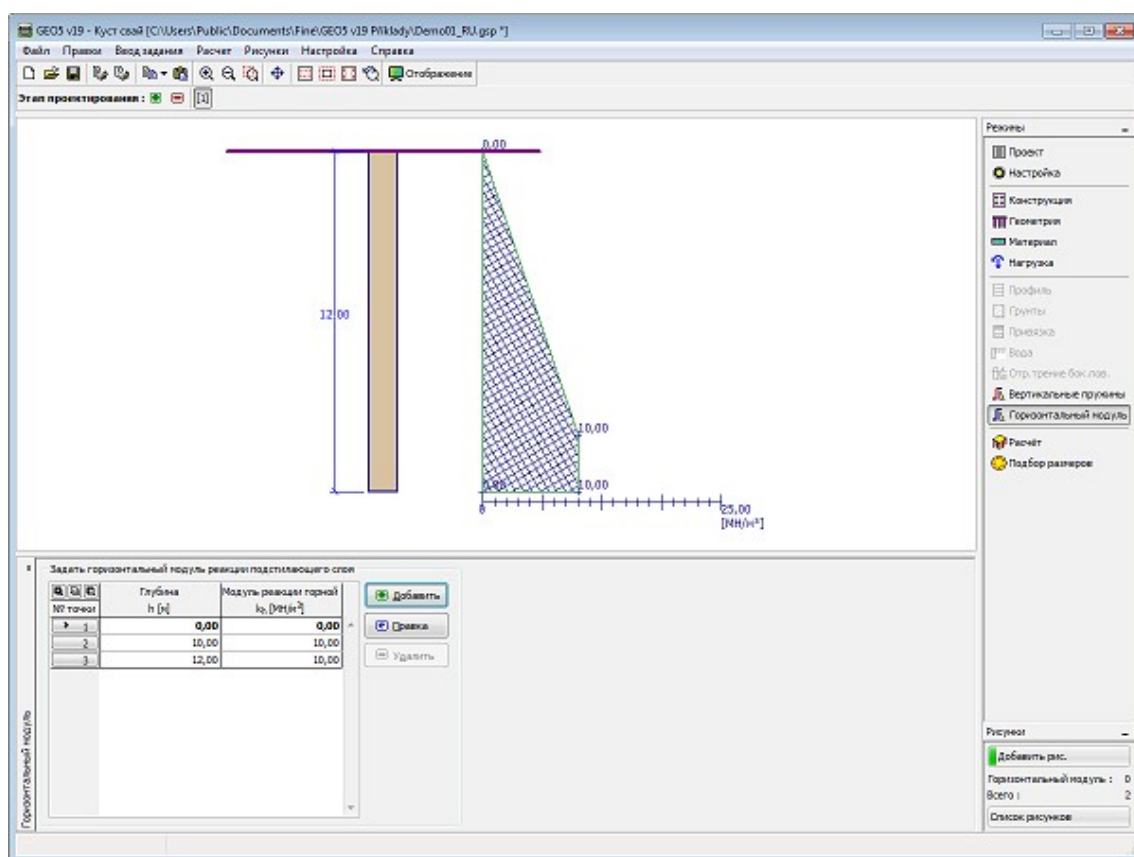 GEO5 v19 - Куст свай [C:\Users\Public\Documents\Fine\GEO5 v19 Příklady\Demo01_RU.gsp *]
Файл Правки Ввод задания Расчет Рисунки Настройка Справка
Отображение
Этап проектирования : [1]
0,00
12,00
10,00
0,00 10,00
0
25,00
[МН/м³]
Режимы
Проект
Настройка
Конструкция
Геометрия
Материал
Нагрузка
Профиль
Грунты
Привязка
Вода
Отр. трение бок.пов.
Вертикальные пружины
Горизонтальный модуль
Расчёт
Подбор размеров
Задать горизонтальный модуль реакции подстилающего слоя
Глубина Модуль реакции горной
№ точки h [м] kh [МН/м³]
1 0,00 0,00
2 10,00 10,00
3 12,00 10,00
Добавить
Правка
Удалить
Горизонтальный модуль
Рисунки
Добавить рис.
Горизонтальный модуль : 0
Всего : 2
Список рисунков